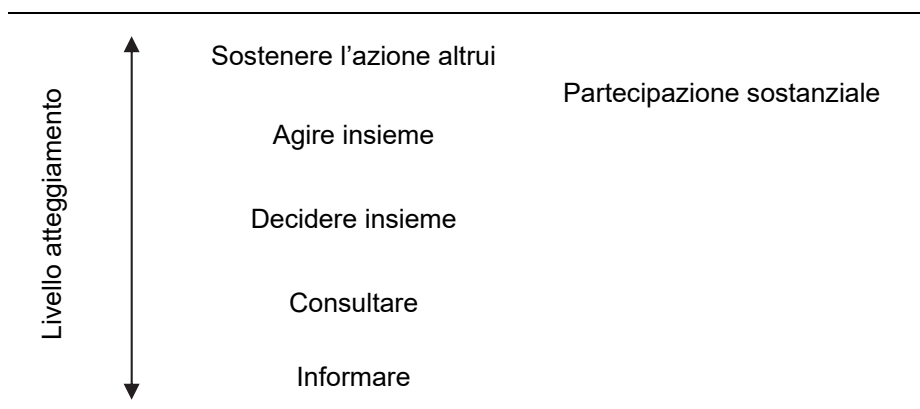 Sostenere l’azione altrui
Partecipazione sostanziale
Agire insieme
Livello atteggiamento
Decidere insieme
Consultare
Informare